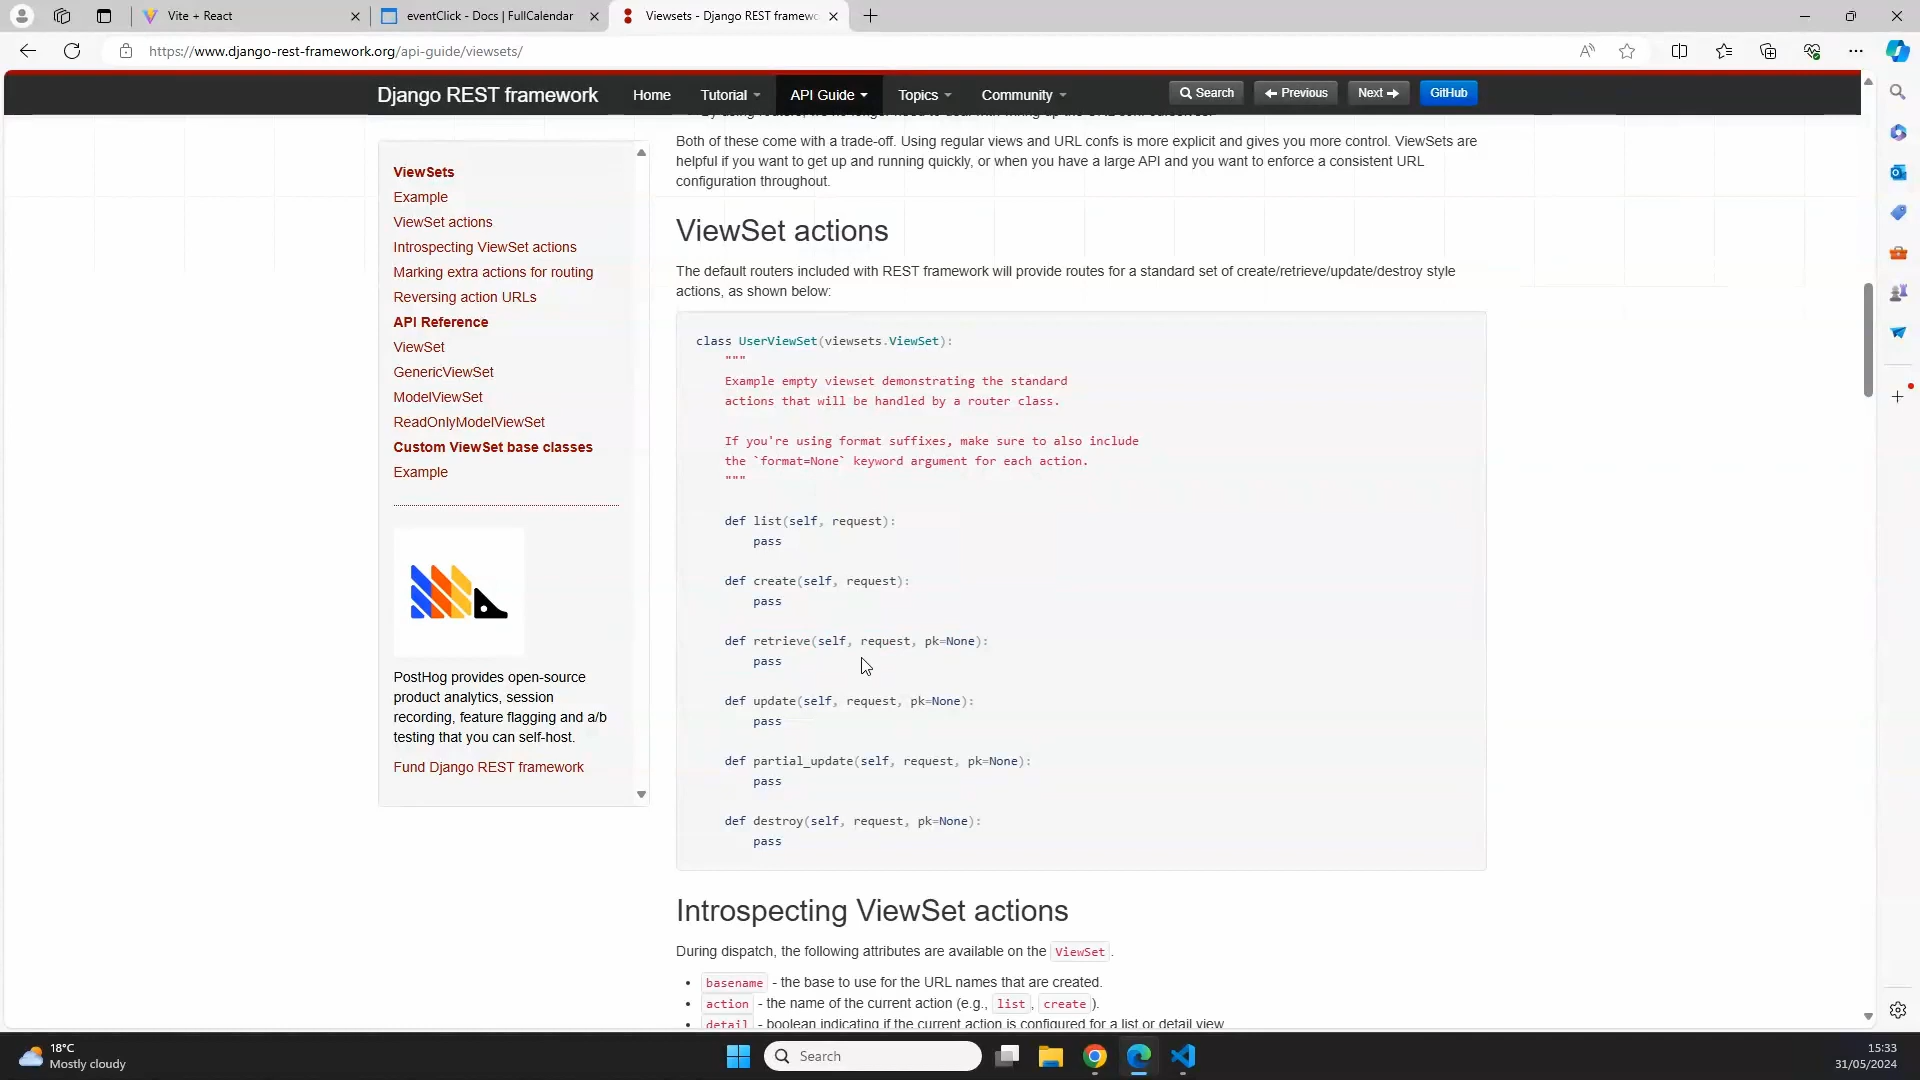 Vite + React
eventClick - Docs | FullCalendar
Viewsets - Django REST framewo
https://www.django-rest-framework.org/api-guide/viewsets/
Django REST framework
Home
Tutorial
API Guide
Topics
Community
Search
Previous
Next
GitHub
ViewSets
Example
ViewSet actions
Introspecting ViewSet actions
Marking extra actions for routing
Reversing action URLs
API Reference
ViewSet
GenericViewSet
ModelViewSet
ReadOnlyModelViewSet
Custom ViewSet base classes
Example
PostHog provides open-source
product analytics, session
recording, feature flagging and a/b
testing that you can self-host.
Fund Django REST framework
Both of these come with a trade-off. Using regular views and URL confs is more explicit and gives you more control. ViewSets are
helpful if you want to get up and running quickly, or when you have a large API and you want to enforce a consistent URL
configuration throughout.
ViewSet actions
The default routers included with REST framework will provide routes for a standard set of create/retrieve/update/destroy style
actions, as shown below:
class UserViewSet(viewsets.ViewSet):
"""
Example empty viewset demonstrating the standard
actions that will be handled by a router class.
If you're using format suffixes, make sure to also include
the `format=None` keyword argument for each action.
"""
def list(self, request):
pass
def create(self, request):
pass
def retrieve(self, request, pk=None):
pass
def update(self, request, pk=None):
pass
def partial_update(self, request, pk=None):
pass
def destroy(self, request, pk=None):
pass
Introspecting ViewSet actions
During dispatch, the following attributes are available on the ViewSet.
• basename - the base to use for the URL names that are created.
• action - the name of the current action (e.g., list, create).
• detail - boolean indicating if the current action is configured for a list or detail view
18°C
Mostly cloudy
Search
15:33
31/05/2024